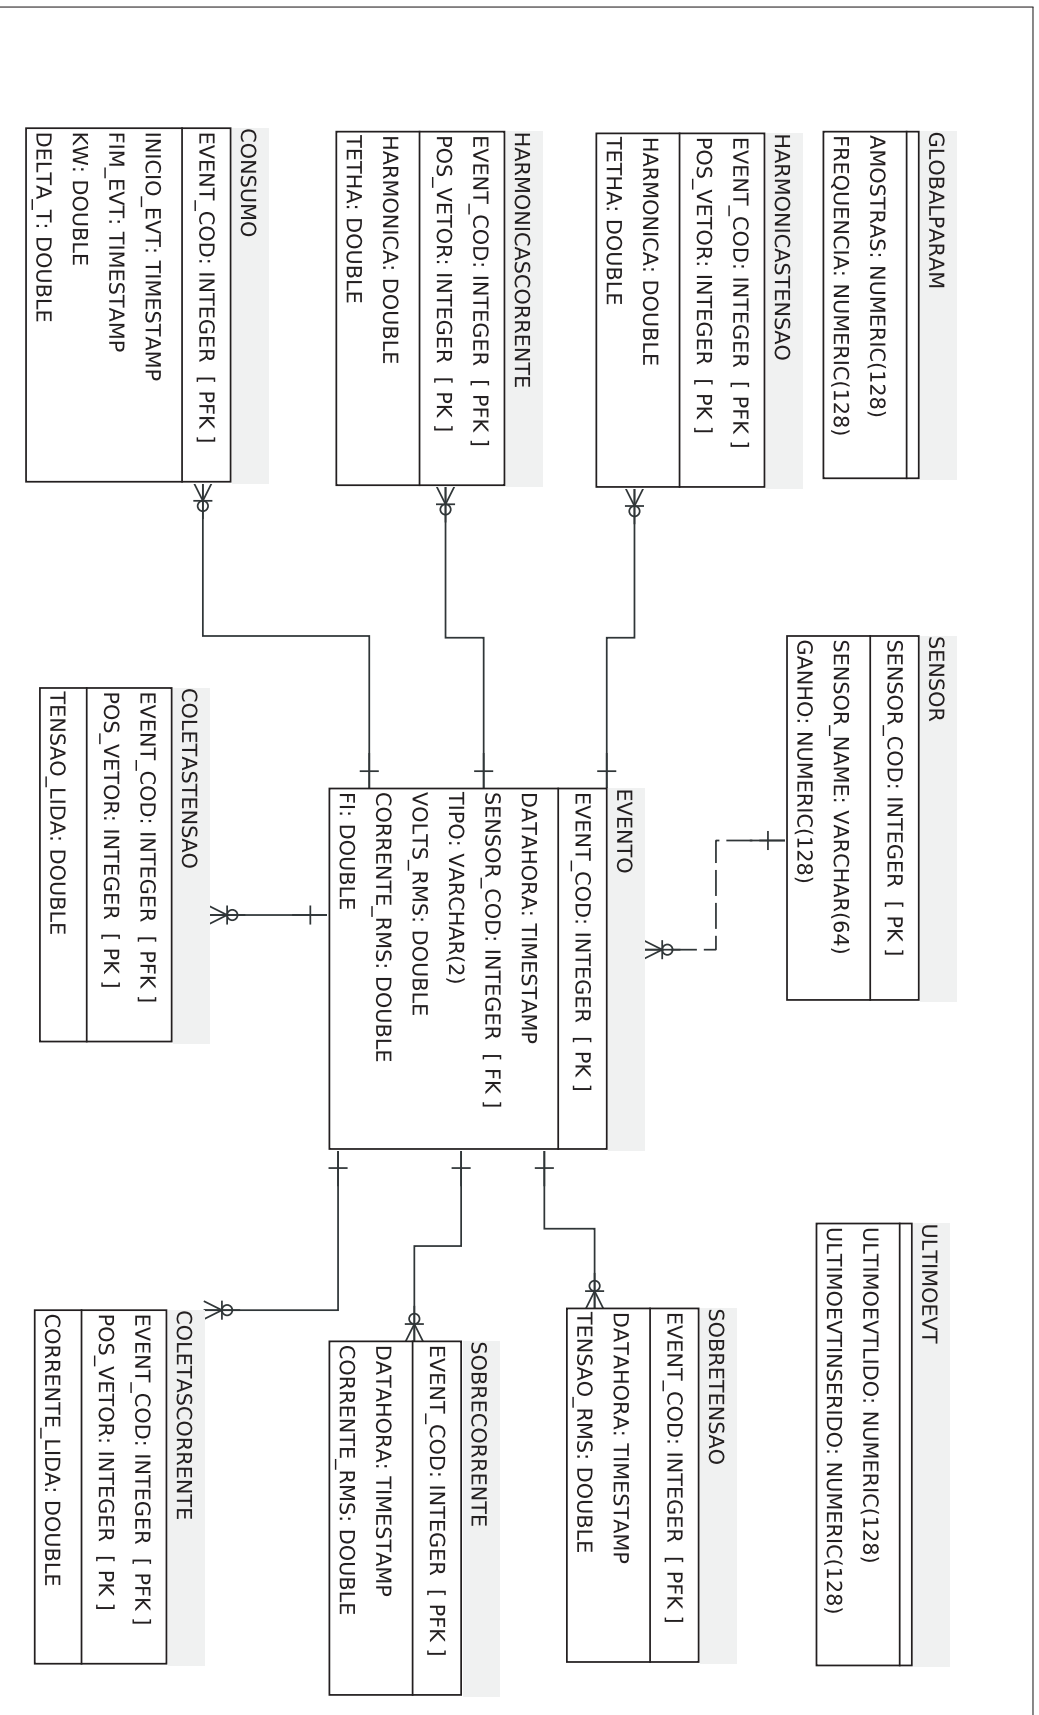 GLOBALPARAM
AMOSTRAS: NUMERIC(128)
FREQUENCIA: NUMERIC(128)
SENSOR
SENSOR_COD: INTEGER [ PK ]
SENSOR_NAME: VARCHAR(64)
GANHO: NUMERIC(128)
ULTIMOEVT
ULTIMOEVTLIDO: NUMERIC(128)
ULTIMOEVTINSERIDO: NUMERIC(128)
HARMONICASTENSAO
EVENT_COD: INTEGER [ PFK ]
POS_VETOR: INTEGER [ PK ]
HARMONICA: DOUBLE
TETHA: DOUBLE
EVENTO
EVENT_COD: INTEGER [ PK ]
DATAHORA: TIMESTAMP
SENSOR_COD: INTEGER [ FK ]
TIPO: VARCHAR(2)
VOLTS_RMS: DOUBLE
CORRENTE_RMS: DOUBLE
FI: DOUBLE
SOBRETENSAO
EVENT_COD: INTEGER [ PFK ]
DATAHORA: TIMESTAMP
TENSAO_RMS: DOUBLE
HARMONICASCORRENTE
EVENT_COD: INTEGER [ PFK ]
POS_VETOR: INTEGER [ PK ]
HARMONICA: DOUBLE
TETHA: DOUBLE
SOBRECORRENTE
EVENT_COD: INTEGER [ PFK ]
DATAHORA: TIMESTAMP
CORRENTE_RMS: DOUBLE
CONSUMO
EVENT_COD: INTEGER [ PFK ]
INICIO_EVT: TIMESTAMP
FIM_EVT: TIMESTAMP
KW: DOUBLE
DELTA_T: DOUBLE
COLETASTENSAO
EVENT_COD: INTEGER [ PFK ]
POS_VETOR: INTEGER [ PK ]
TENSAO_LIDA: DOUBLE
COLETASCORRENTE
EVENT_COD: INTEGER [ PFK ]
POS_VETOR: INTEGER [ PK ]
CORRENTE_LIDA: DOUBLE